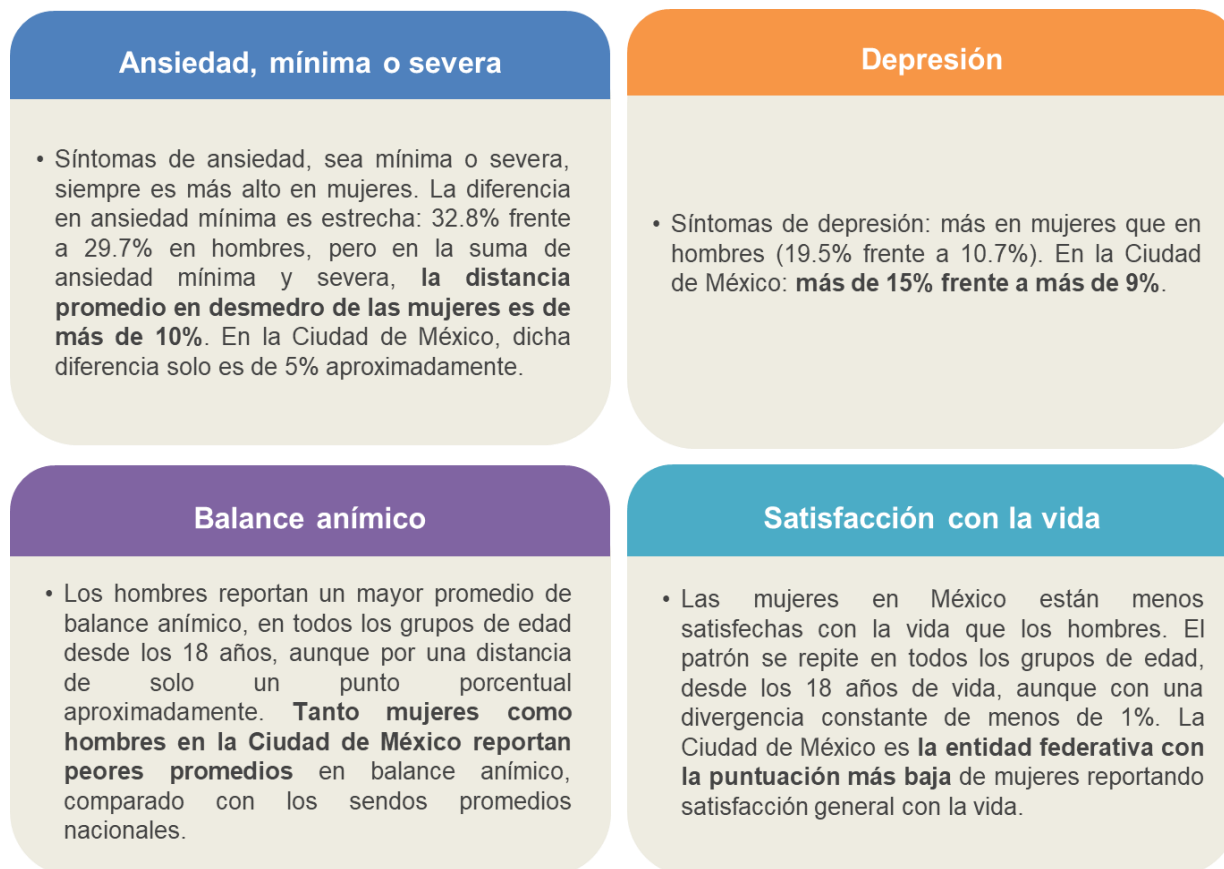 Ansiedad, mínima o severa
• Síntomas de ansiedad, sea mínima o severa,
siempre es más alto en mujeres. La diferencia
en ansiedad mínima es estrecha: 32.8% frente
a 29.7% en hombres, pero en la suma de
ansiedad mínima y severa, la distancia
promedio en desmedro de las mujeres es de
más de 10%. En la Ciudad de México, dicha
diferencia solo es de 5% aproximadamente.
Depresión
• Síntomas de depresión: más en mujeres que en
hombres (19.5% frente a 10.7%). En la Ciudad
de México: más de 15% frente a más de 9%.
Balance anímico
• Los hombres reportan un mayor promedio de
balance anímico, en todos los grupos de edad
desde los 18 años, aunque por una distancia
de solo un punto porcentual
aproximadamente. Tanto mujeres como
hombres en la Ciudad de México reportan
peores promedios en balance anímico,
comparado con los sendos promedios
nacionales.
Satisfacción con la vida
• Las mujeres en México están menos
satisfechas con la vida que los hombres. El
patrón se repite en todos los grupos de edad,
desde los 18 años de vida, aunque con una
divergencia constante de menos de 1%. La
Ciudad de México es la entidad federativa con
la puntuación más baja de mujeres reportando
satisfacción general con la vida.